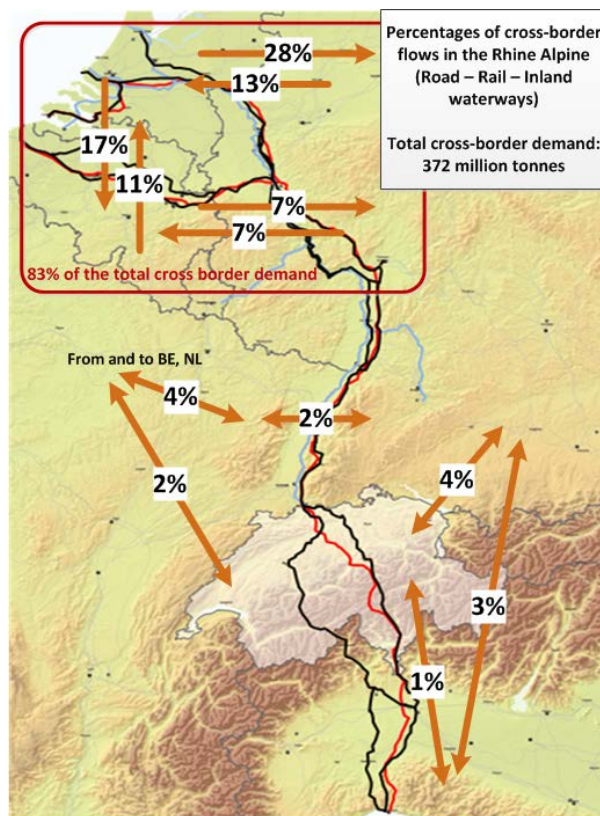 Percentages of cross-border
flows in the Rhine Alpine
(Road – Rail – Inland
waterways)
Total cross-border demand:
372 million tonnes
28%
13%
17%
11%
7%
7%
83% of the total cross border demand
From and to BE, NL
4%
2%
2%
4%
3%
1%